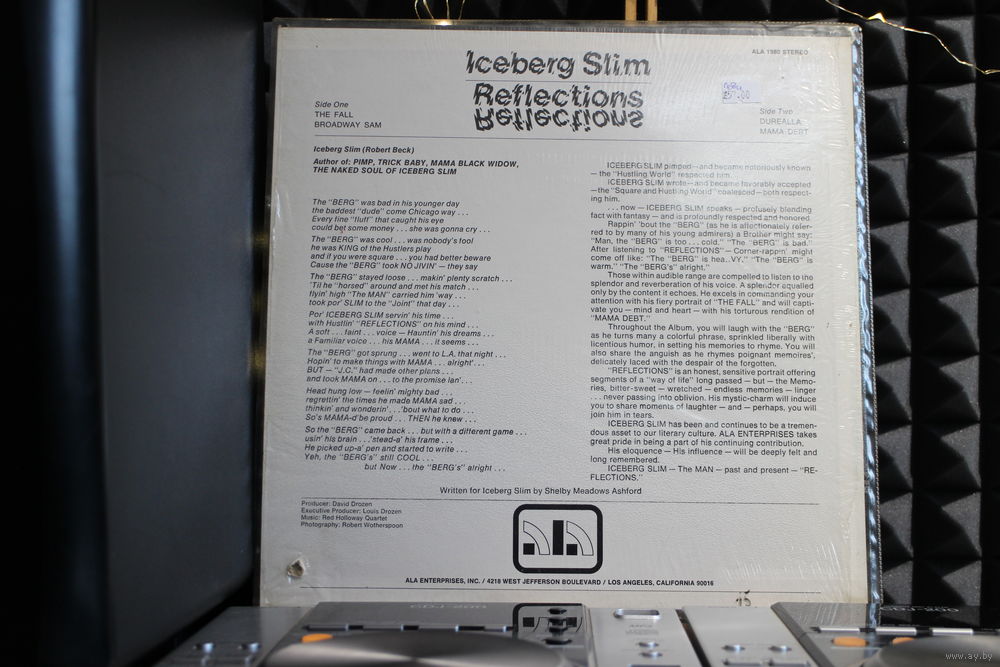 ALA 1980 STEREO
Iceberg Slim
Reflections
Reflections
Side One
THE FALL
BROADWAY SAM
Side Two
DUREALLA
MAMA DEBT
Iceberg Slim (Robert Beck)
Author of: PIMP, TRICK BABY, MAMA BLACK WIDOW,
THE NAKED SOUL OF ICEBERG SLIM
The "BERG" was bad in his younger day
the baddest "dude" come Chicago way . . .
Every fine "fluff" that caught his eye
could bet some money . . . she was gonna cry . . .
The "BERG" was cool . . . was nobody's fool
he was KING of the Hustlers play
and if you were square . . . you had better beware
Cause the "BERG" took NO JIVIN' — they say
The "BERG" stayed loose . . . makin' plenty scratch . . .
'Til he "horsed" around and met his match . . .
flyin' high "The MAN" carried him 'way . . .
took por' SLIM to the "Joint" that day . . .
Por' ICEBERG SLIM servin' his time . . .
with Hustlin' "REFLECTIONS" on his mind . . .
A soft . . . faint . . . voice — Hauntin' his dreams . . .
a Familiar voice . . . his MAMA . . . it seems . . .
The "BERG" got sprung . . . went to L.A. that night . . .
Hopin' to make things with MAMA . . . alright' . . .
BUT — "J.C." had made other plans . . .
and took MAMA on . . . to the promise lan' . . .
Head hung low — feelin' mighty bad . . .
regrettin' the times he made MAMA sad . . .
thinkin' and wonderin' . . .'bout what to do . . .
So's MAMA-d'be proud . . . THEN he knew . . .
So the "BERG" came back . . . but with a different game . . .
usin' his brain . . .'stead-a' his frame . . .
He picked up-a' pen and started to write . . .
Yeh, the "BERG's" still COOL . . .
but Now . . . the "BERG's" alright . . .
ICEBERG SLIM pimped — and became notoriously known
— the "Hustling World" respected him.
ICEBERG SLIM wrote — and became favorably accepted
— the "Square and Hustling World" coalesced — both respect-
ing him.
. . . now — ICEBERG SLIM speaks — profusely blending
fact with fantasy — and is profoundly respected and honored.
Rappin' 'bout the "BERG" (as he is affectionately refer-
red to by many of his young admirers) a Brother might say:
"Man, the "BERG" is too . . . cold." "The "BERG" is bad."
After listening to "REFLECTIONS" — Corner-rappin' might
come off like: "The "BERG" is hea..VY." "The "BERG" is
warm." "The "BERG's" alright."
Those within audible range are compelled to listen to the
splendor and reverberation of his voice. A splendor equalled
only by the content it echoes. He excels in commanding your
attention with his fiery portrait of "THE FALL" and will capti-
vate you — mind and heart — with his torturous rendition of
"MAMA DEBT."
Throughout the Album, you will laugh with the "BERG"
as he turns many a colorful phrase, sprinkled liberally with
licentious humor, in setting his memories to rhyme. You will
also share the anguish as he rhymes poignant memoires',
delicately laced with the despair of the forgotten.
"REFLECTIONS" is an honest, sensitive portrait offering
segments of a "way of life" long passed — but — the Memo-
ries, bitter-sweet — wretched — endless memories — linger
. . . never passing into oblivion. His mystic-charm will induce
you to share moments of laughter — and — perhaps, you will
join him in tears.
ICEBERG SLIM has been and continues to be a tremen-
dous asset to our literary culture. ALA ENTERPRISES takes
great pride in being a part of his continuing contribution.
His eloquence — His influence — will be deeply felt and
long remembered.
ICEBERG SLIM — The MAN — past and present — "RE-
FLECTIONS."
Written for Iceberg Slim by Shelby Meadows Ashford
Producer: David Drozen
Executive Producer: Louis Drozen
Music: Red Holloway Quartet
Photography: Robert Wotherspoon
ALA ENTERPRISES, INC. / 4218 WEST JEFFERSON BOULEVARD / LOS ANGELES, CALIFORNIA 90016
15
www.ay.by